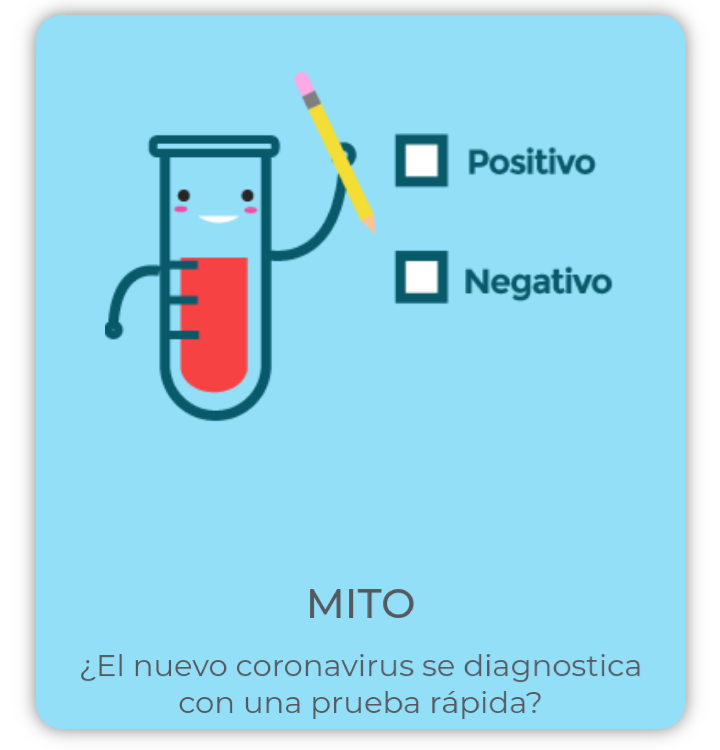 Positivo
Negativo
MITO
¿El nuevo coronavirus se diagnostica
con una prueba rápida?